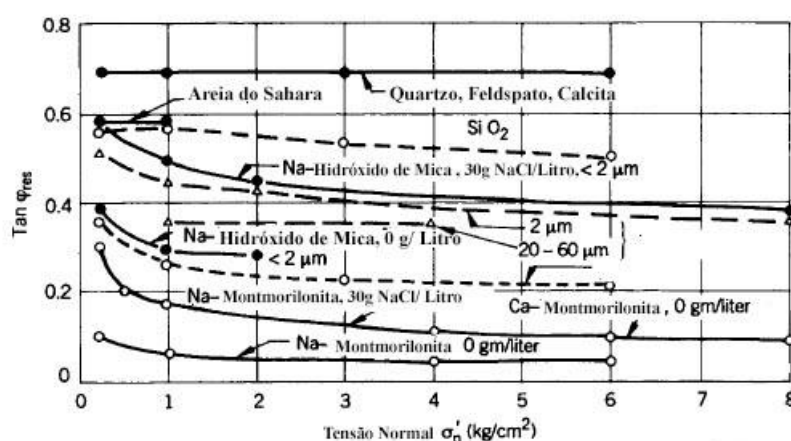 0.8
Quartzo, Feldspato, Calcita
Areia do Sahara
0.6
Si O₂
Na-Hidróxido de Mica , 30g NaCl/Litro, < 2 μm
Tan φres
0.4
2 μm
Na- Hidróxido de Mica, 0 g/ Litro
20 – 60 μm
< 2 μm
0.2
Na-Montmorilonita, 30g NaCl/ Litro
Ca- Montmorilonita , 0 gm/liter
Na- Montmorilonita 0 gm/liter
0
0 1 2 3 4 5 6 7 8
Tensão Normal σn' (kg/cm²)